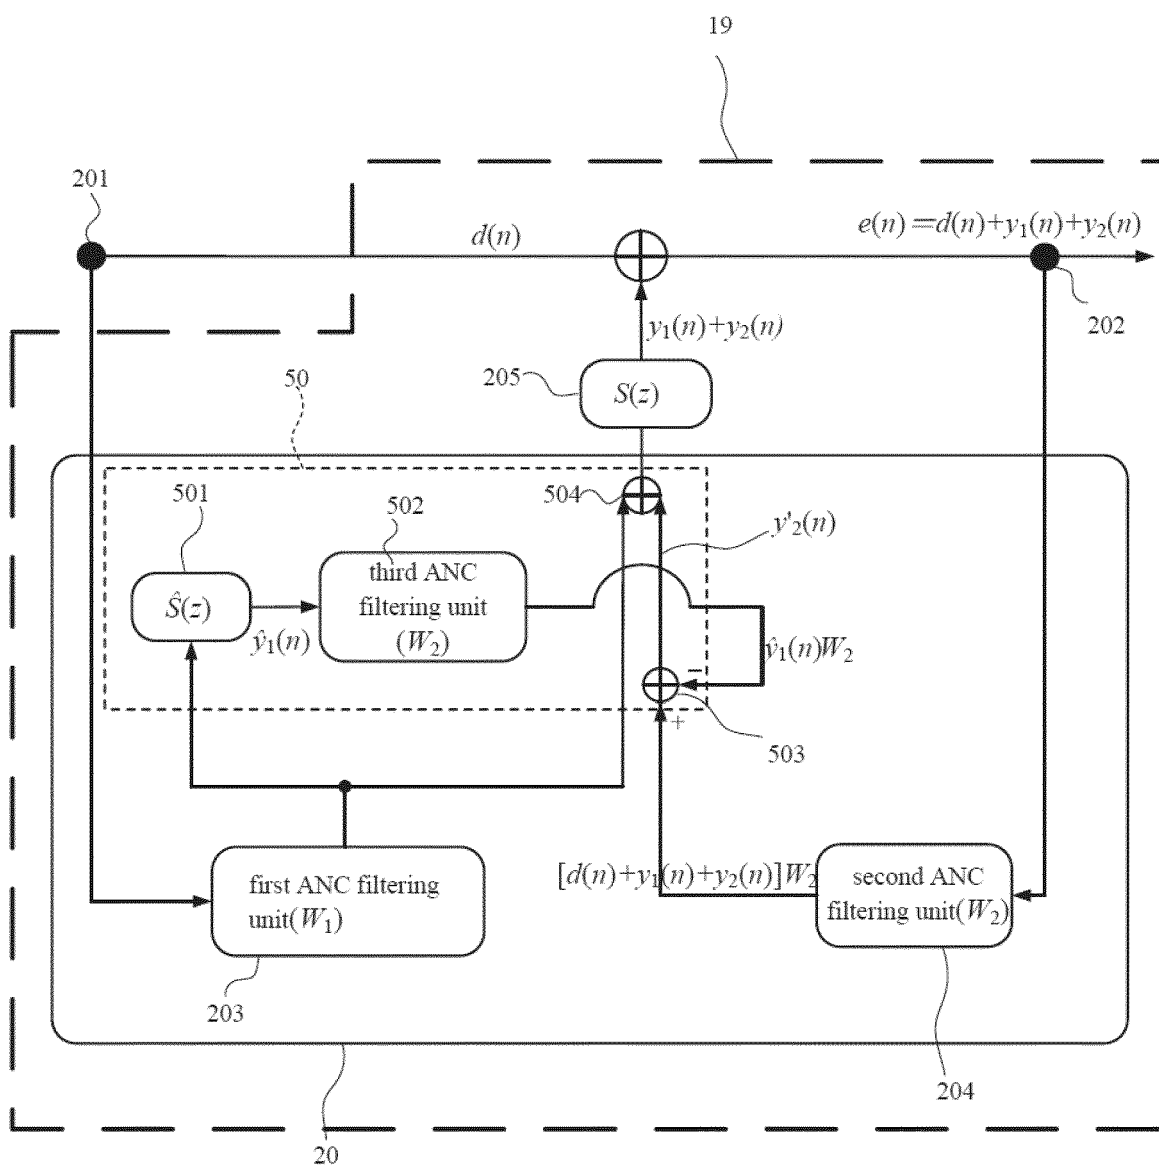 19
201
d(n)
e(n)=d(n)+y₁(n)+y₂(n)
202
y₁(n)+y₂(n)
205
S(z)
50
501
502
504
y'₂(n)
third ANC
filtering unit
(W₂)
Ŝ(z)
ŷ₁(n)
ŷ₁(n)W₂
−
+
503
[d(n)+y₁(n)+y₂(n)]W₂
first ANC filtering
unit(W₁)
second ANC
filtering unit(W₂)
203
204
20